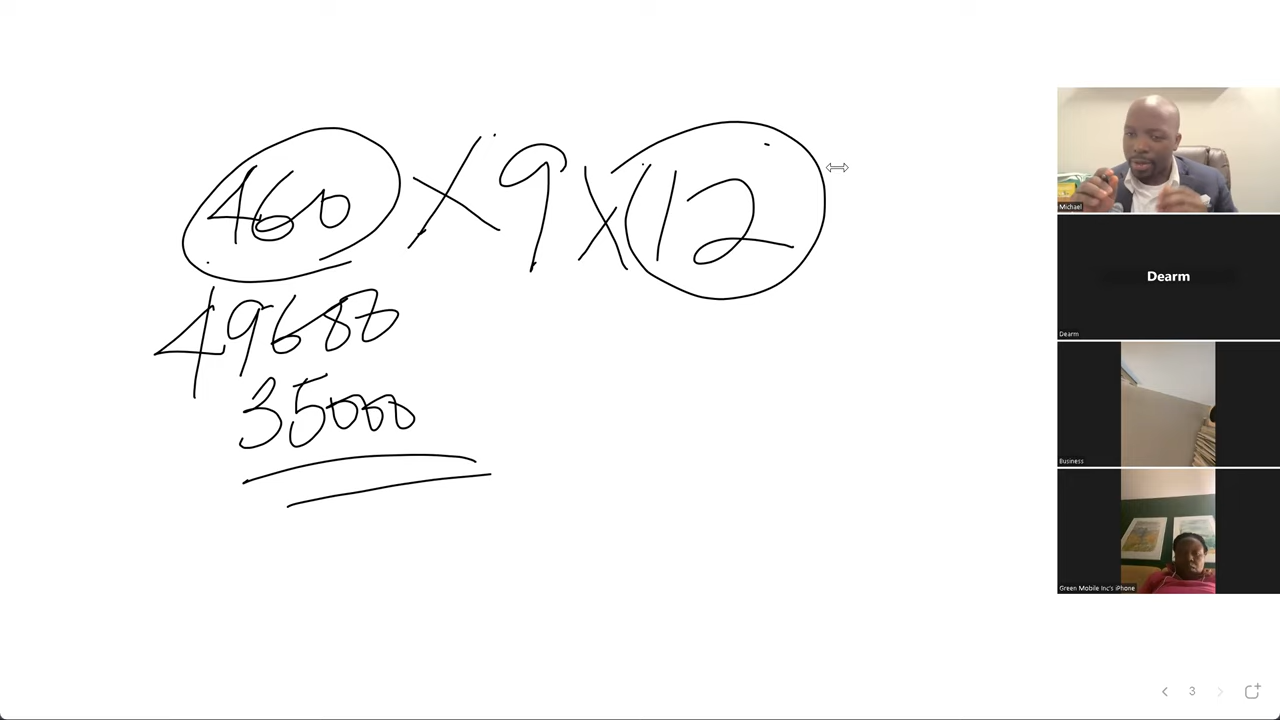 460 X 9 X 12
49680
35000
Michael
Dearm
Dearm
Business
Green Mobile Inc's iPhone
3